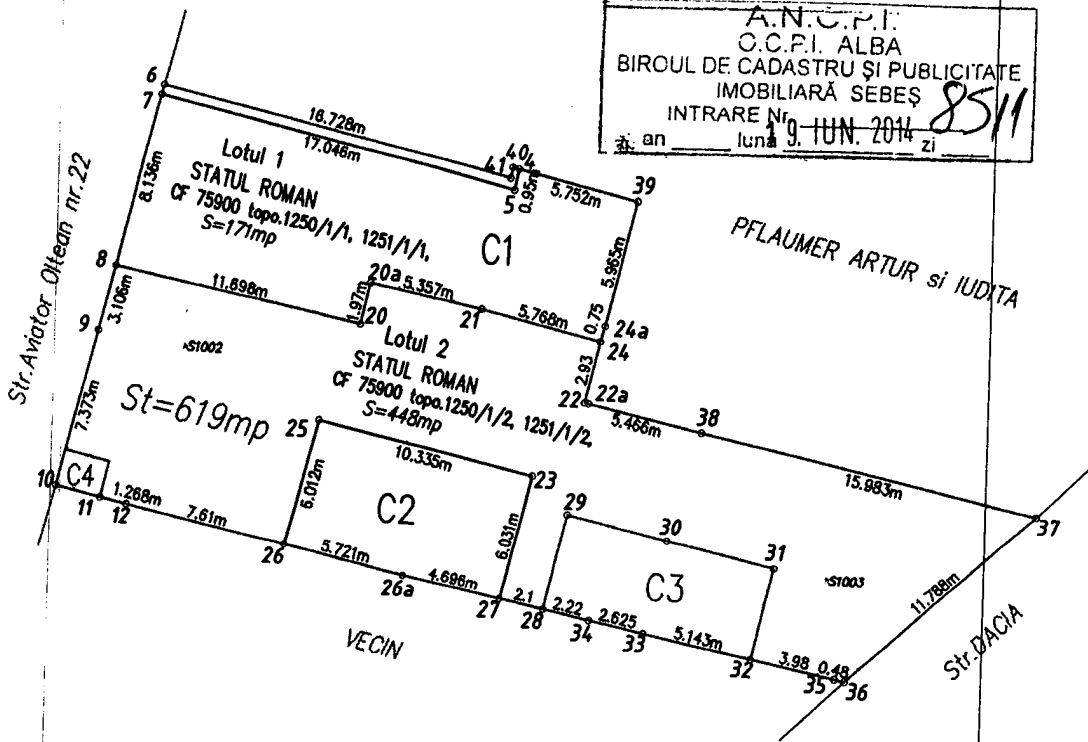 A.N.C.P.I.
O.C.P.I. ALBA
BIROUL DE CADASTRU ŞI PUBLICITATE
IMOBILIARĂ SEBEŞ
INTRARE Nr. 8511
an ____ luna 19. IUN. 2014 zi ____
6
7
16.728m
17.046m
41
40
4
5
0.95m
5.752m
39
Lotul 1
STATUL ROMAN
CF 75900 topo.1250/1/1, 1251/1/1,
S=171mp
8.136m
Str.Aviator Oltean nr.22
C1
5.965m
PFLAUMER ARTUR si IUDITA
8
11.898m
1.97m
20a
5.357m
20
21
5.768m
0.75
24a
24
3.106m
9
S1002
Lotul 2
STATUL ROMAN
CF 75900 topo.1250/1/2, 1251/1/2,
S=448mp
2.93
22
22a
5.466m
38
7.373m
St=619mp
25
10.335m
23
15.983m
37
10
C4
11
1.268m
12
7.61m
6.012m
C2
6.031m
29
30
31
S1003
11.788m
26
5.721m
26a
4.696m
27
2.1
28
2.22
34
2.625
33
C3
5.143m
32
3.98
0.48
35
36
VECIN
Str.DACIA